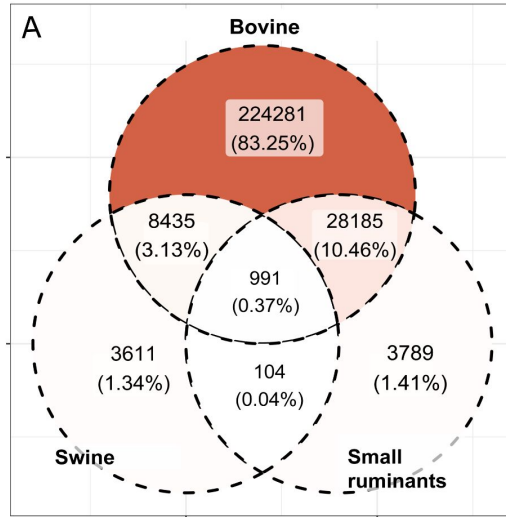 A
Bovine
224281
(83.25%)
8435
(3.13%)
28185
(10.46%)
991
(0.37%)
3611
(1.34%)
104
(0.04%)
3789
(1.41%)
Swine
Small
ruminants